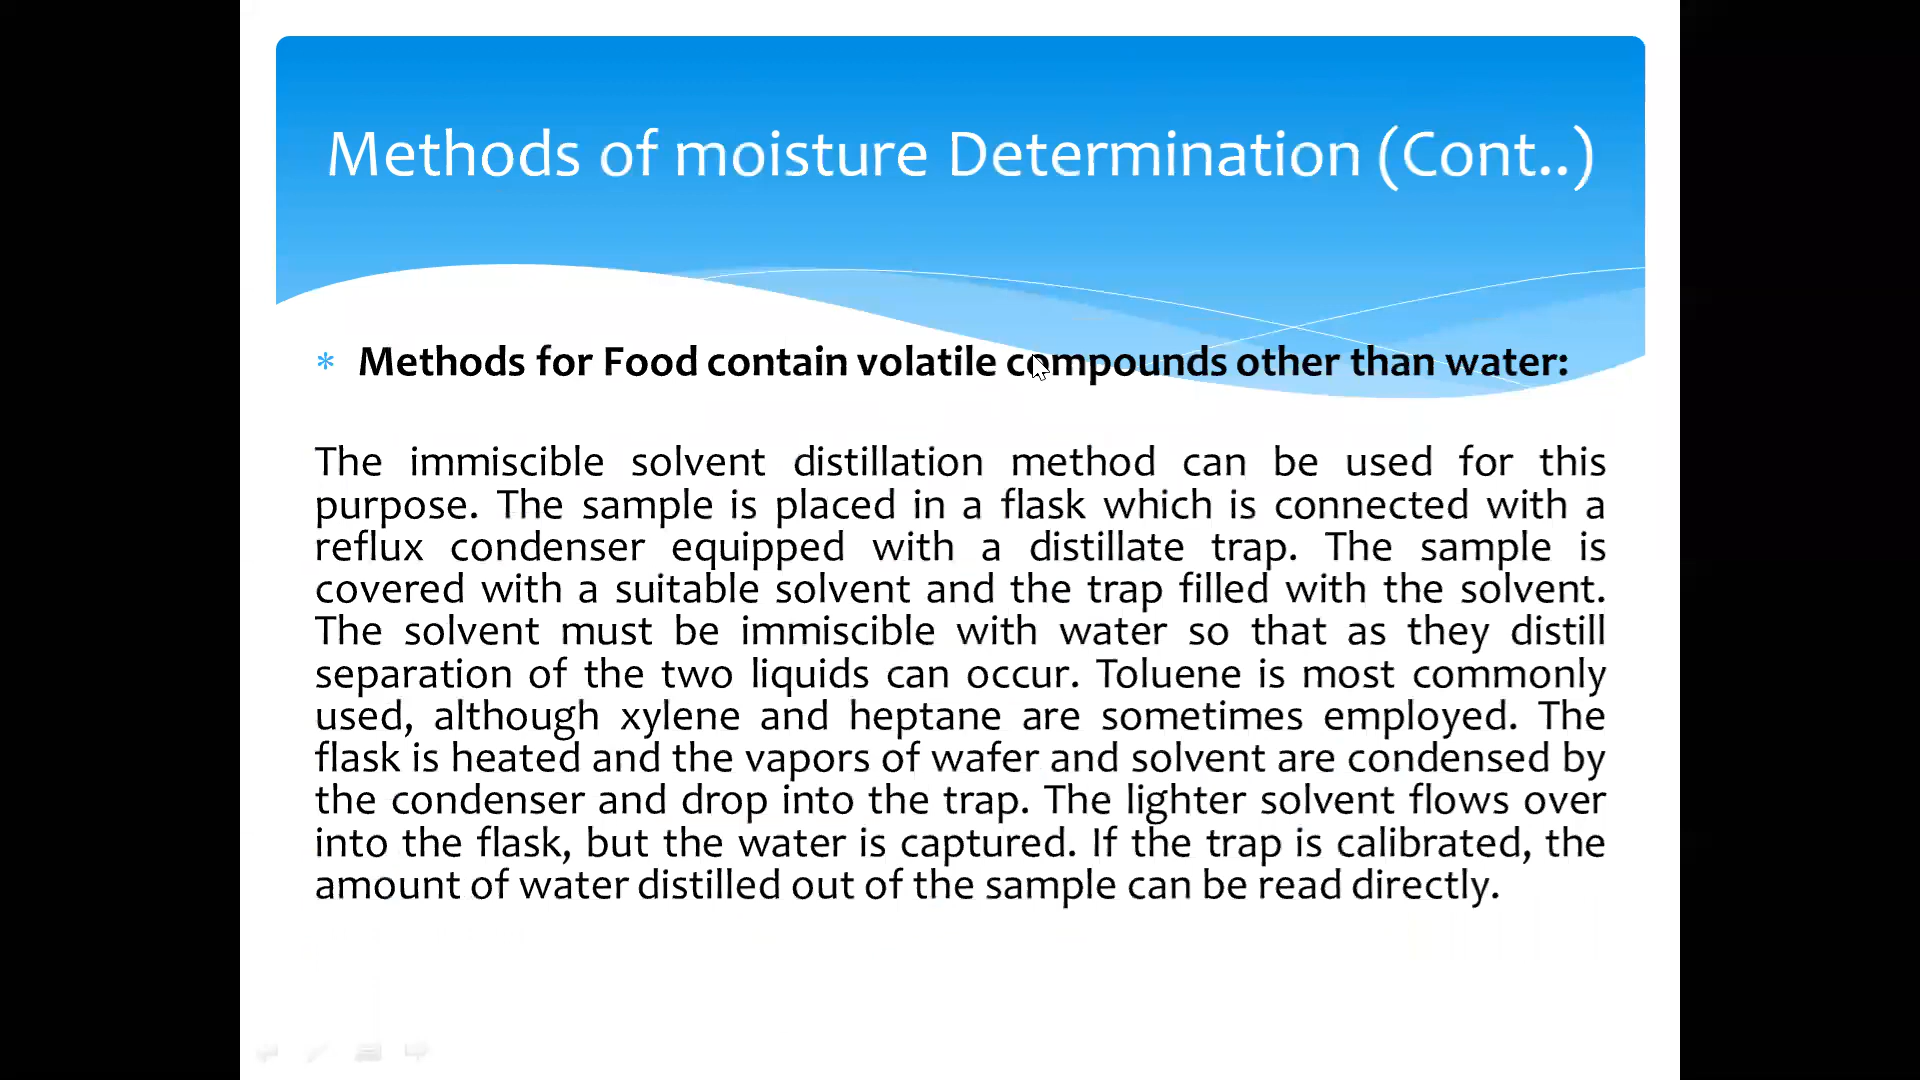 Methods of moisture Determination (Cont..)
* Methods for Food contain volatile compounds other than water:
The immiscible solvent distillation method can be used for this
purpose. The sample is placed in a flask which is connected with a
reflux condenser equipped with a distillate trap. The sample is
covered with a suitable solvent and the trap filled with the solvent.
The solvent must be immiscible with water so that as they distill
separation of the two liquids can occur. Toluene is most commonly
used, although xylene and heptane are sometimes employed. The
flask is heated and the vapors of wafer and solvent are condensed by
the condenser and drop into the trap. The lighter solvent flows over
into the flask, but the water is captured. If the trap is calibrated, the
amount of water distilled out of the sample can be read directly.